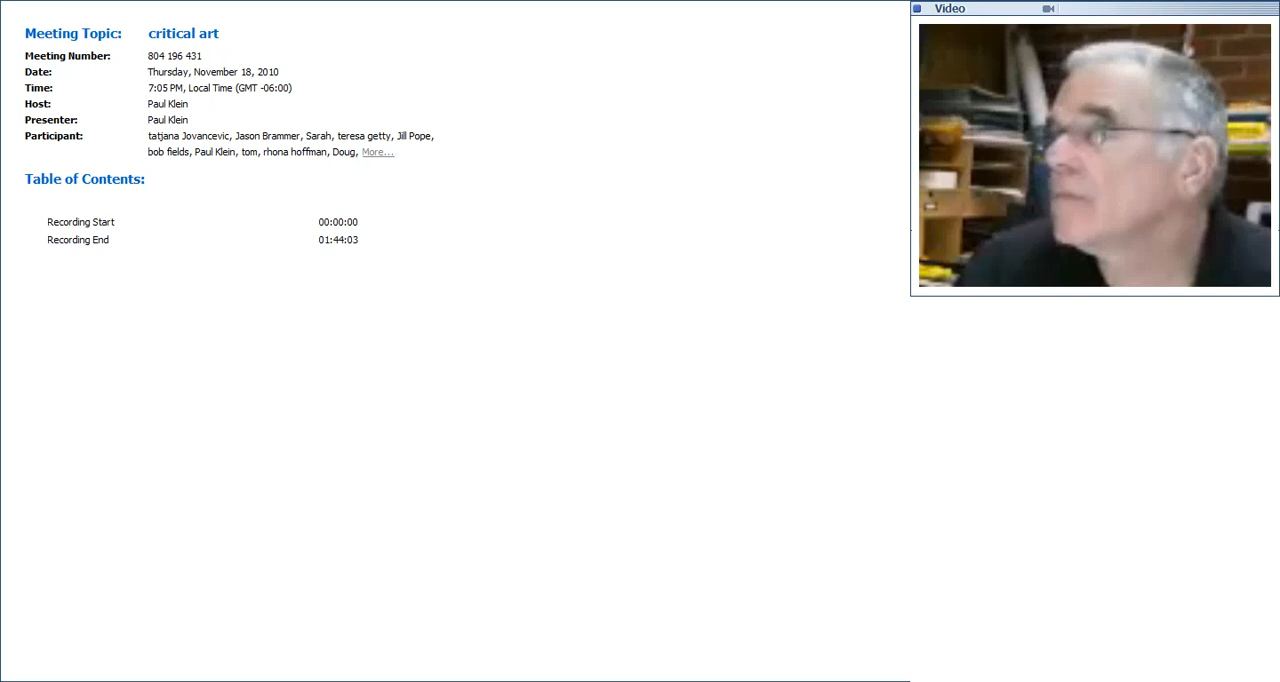 Meeting Topic: critical art
Meeting Number: 804 196 431
Date: Thursday, November 18, 2010
Time: 7:05 PM, Local Time (GMT -06:00)
Host: Paul Klein
Presenter: Paul Klein
Participant: tatjana Jovancevic, Jason Brammer, Sarah, teresa getty, Jill Pope,
bob fields, Paul Klein, tom, rhona hoffman, Doug, More...
Table of Contents:
Recording Start 00:00:00
Recording End 01:44:03
Video